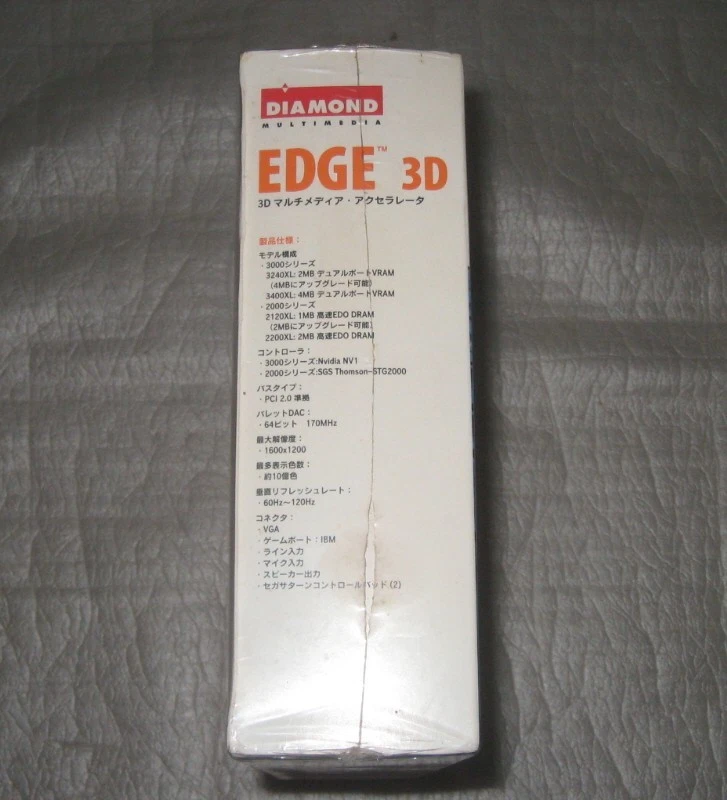 DIAMOND
MULTIMEDIA
EDGE™ 3D
3D マルチメディア・アクセラレータ
製品仕様：
モデル構成
・3000シリーズ
3240XL: 2MB デュアルポートVRAM
（4MBにアップグレード可能）
3400XL: 4MB デュアルポートVRAM
・2000シリーズ
2120XL: 1MB 高速EDO DRAM
（2MBにアップグレード可能）
2200XL: 2MB 高速EDO DRAM
コントローラ：
・3000シリーズ:Nvidia NV1
・2000シリーズ:SGS Thomson-STG2000
バスタイプ：
・PCI 2.0 準拠
パレットDAC：
・64ビット 170MHz
最大解像度：
・1600x1200
最多表示色数：
・約10億色
垂直リフレッシュレート：
・60Hz～120Hz
コネクタ：
・VGA
・ゲームポート：IBM
・ライン入力
・マイク入力
・スピーカー出力
・セガサターンコントロールパッド (2)